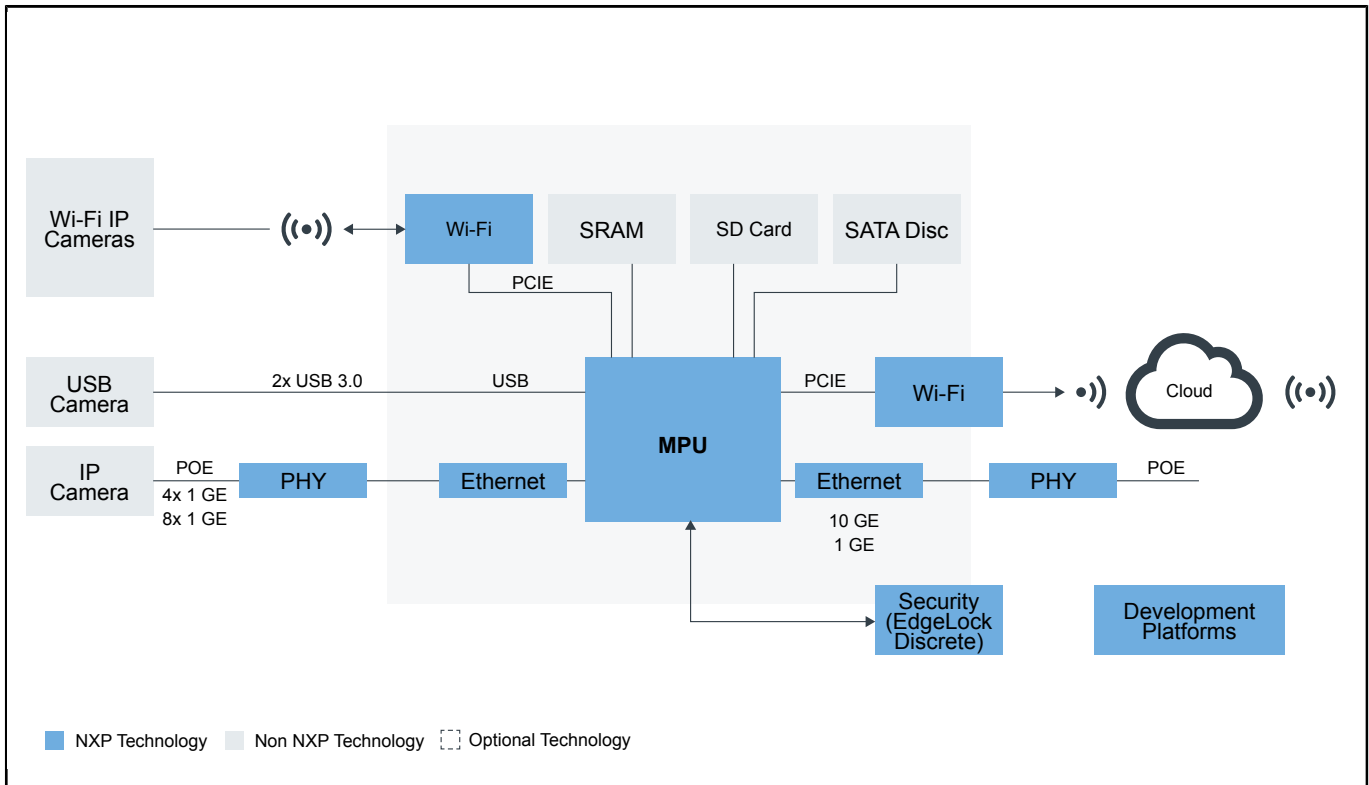 Wi-Fi IP
Cameras
Wi-Fi
SRAM
SD Card
SATA Disc
PCIE
USB
Camera
2x USB 3.0
USB
MPU
PCIE
Wi-Fi
Cloud
IP
Camera
POE
4x 1 GE
8x 1 GE
PHY
Ethernet
Ethernet
10 GE
1 GE
PHY
POE
Security
(EdgeLock
Discrete)
Development
Platforms
NXP Technology
Non NXP Technology
Optional Technology